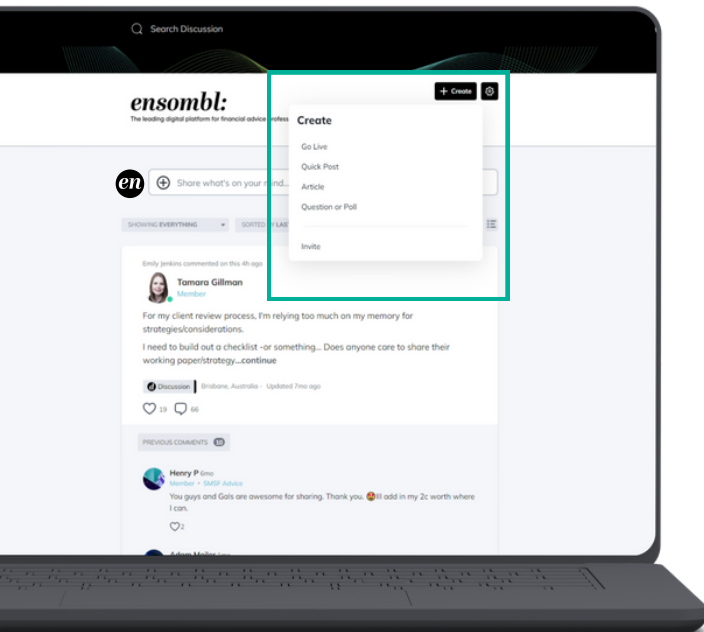 Search Discussion
+ Create
ensombl:
The leading digital platform for financial advice
Create
Go Live
Quick Post
Article
Question or Poll
Invite
en
Share what's on your mind...
SHOWING EVERYTHING
SORTED BY LAST
Emily Jenkins commented on this 4h ago
Tamara Gillman
Member
For my client review process, I'm relying too much on my memory for
strategies/considerations.
I need to build out a checklist -or something... Does anyone care to share their
working paper/strategy...continue
Discussion
Brisbane, Australia - Updated 7mo ago
19 66
PREVIOUS COMMENTS
Henry P 6mo
Member + SMSF Advice
You guys and Gals are awesome for sharing. Thank you. 😍Ill add in my 2c worth where
I can.
2
Adam